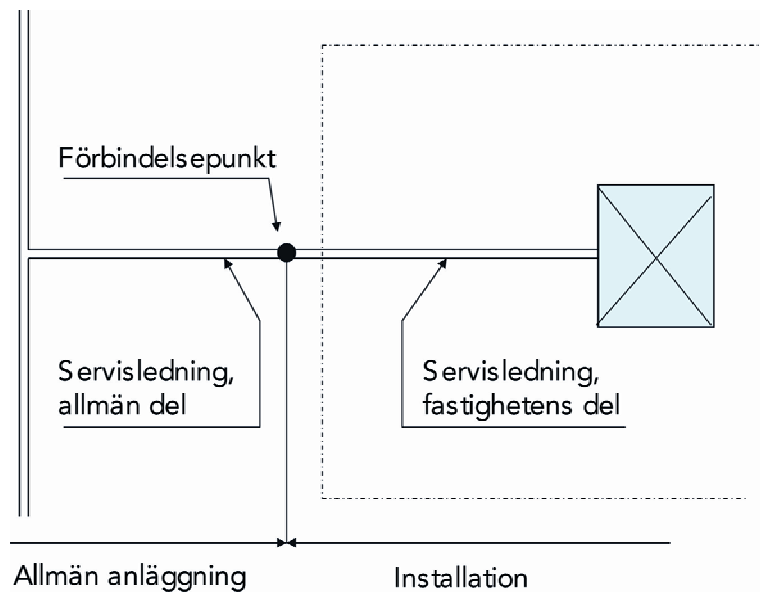 Förbindelsepunkt
Servisledning,
allmän del
Servisledning,
fastighetens del
Allmän anläggning
Installation